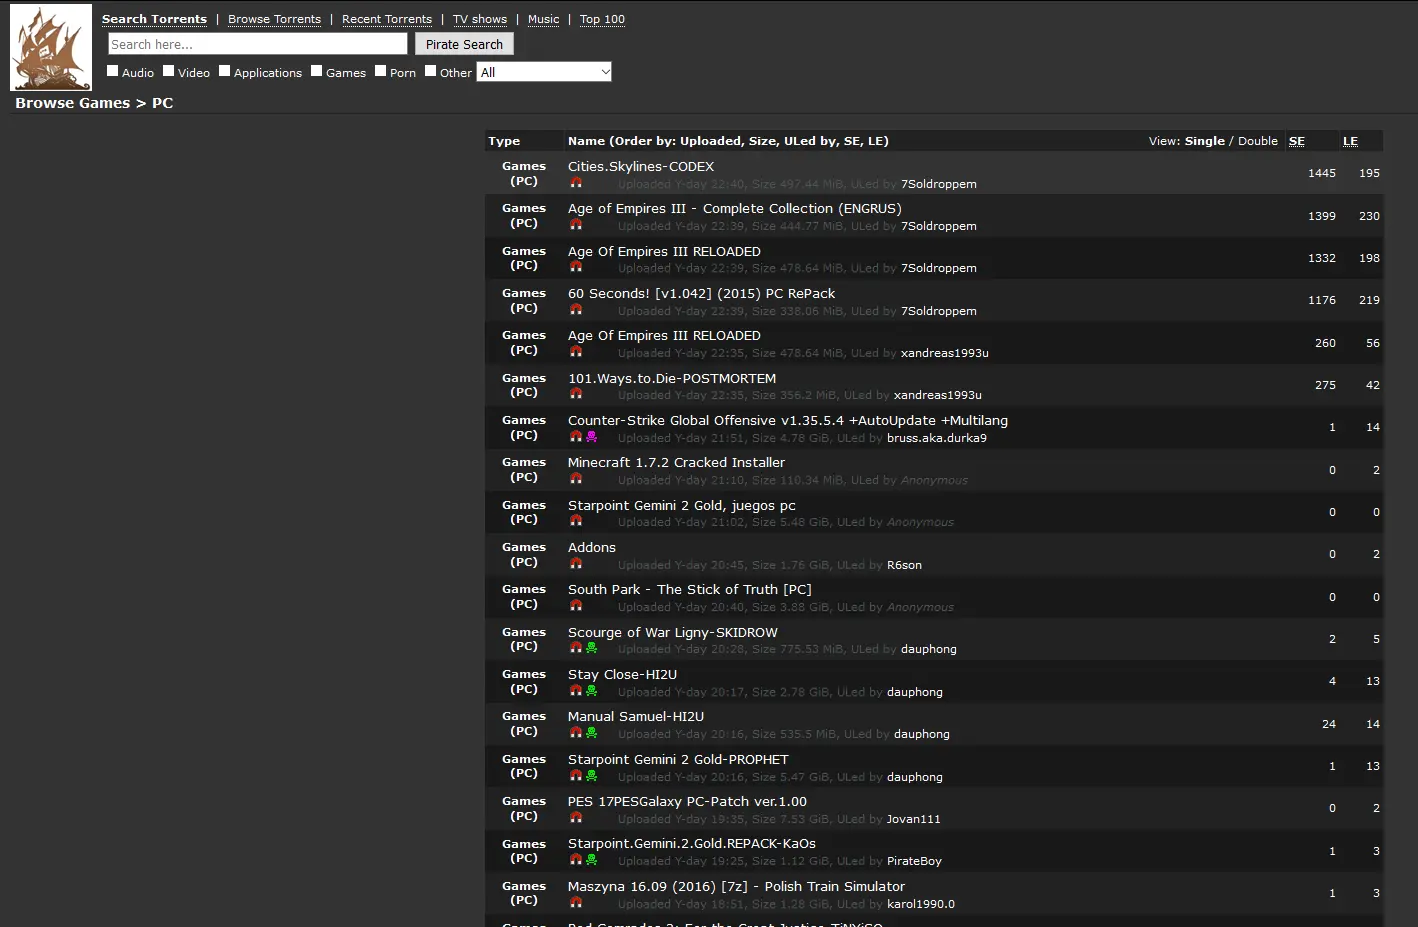 Search Torrents | Browse Torrents | Recent Torrents | TV shows | Music | Top 100
Search here... Pirate Search
Audio Video Applications Games Porn Other All
Browse Games > PC
Type Name (Order by: Uploaded, Size, ULed by, SE, LE) View: Single / Double SE LE
Games Cities.Skylines-CODEX
(PC) Uploaded Y-day 22:40, Size 497.44 MiB, ULed by 7Soldroppem 1445 195
Games Age of Empires III - Complete Collection (ENGRUS)
(PC) Uploaded Y-day 22:39, Size 444.77 MiB, ULed by 7Soldroppem 1399 230
Games Age Of Empires III RELOADED
(PC) Uploaded Y-day 22:39, Size 478.64 MiB, ULed by 7Soldroppem 1332 198
Games 60 Seconds! [v1.042] (2015) PC RePack
(PC) Uploaded Y-day 22:39, Size 338.06 MiB, ULed by 7Soldroppem 1176 219
Games Age Of Empires III RELOADED
(PC) Uploaded Y-day 22:35, Size 478.64 MiB, ULed by xandreas1993u 260 56
Games 101.Ways.to.Die-POSTMORTEM
(PC) Uploaded Y-day 22:35, Size 356.2 MiB, ULed by xandreas1993u 275 42
Games Counter-Strike Global Offensive v1.35.5.4 +AutoUpdate +Multilang
(PC) Uploaded Y-day 21:51, Size 4.78 GiB, ULed by bruss.aka.durka9 1 14
Games Minecraft 1.7.2 Cracked Installer
(PC) Uploaded Y-day 21:10, Size 110.34 MiB, ULed by Anonymous 0 2
Games Starpoint Gemini 2 Gold, juegos pc
(PC) Uploaded Y-day 21:02, Size 5.48 GiB, ULed by Anonymous 0 0
Games Addons
(PC) Uploaded Y-day 20:45, Size 1.76 GiB, ULed by R6son 0 2
Games South Park - The Stick of Truth [PC]
(PC) Uploaded Y-day 20:40, Size 3.88 GiB, ULed by Anonymous 0 0
Games Scourge of War Ligny-SKIDROW
(PC) Uploaded Y-day 20:28, Size 775.53 MiB, ULed by dauphong 2 5
Games Stay Close-HI2U
(PC) Uploaded Y-day 20:17, Size 2.78 GiB, ULed by dauphong 4 13
Games Manual Samuel-HI2U
(PC) Uploaded Y-day 20:16, Size 535.5 MiB, ULed by dauphong 24 14
Games Starpoint Gemini 2 Gold-PROPHET
(PC) Uploaded Y-day 20:16, Size 5.47 GiB, ULed by dauphong 1 13
Games PES 17PESGalaxy PC-Patch ver.1.00
(PC) Uploaded Y-day 19:35, Size 7.53 GiB, ULed by Jovan111 0 2
Games Starpoint.Gemini.2.Gold.REPACK-KaOs
(PC) Uploaded Y-day 19:25, Size 1.12 GiB, ULed by PirateBoy 1 3
Games Maszyna 16.09 (2016) [7z] - Polish Train Simulator
(PC) Uploaded Y-day 18:51, Size 1.28 GiB, ULed by karol1990.0 1 3